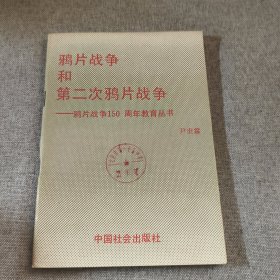 鸦片战争
和
第二次鸦片战争
——鸦片战争150 周年教育丛书
中国社会出版社